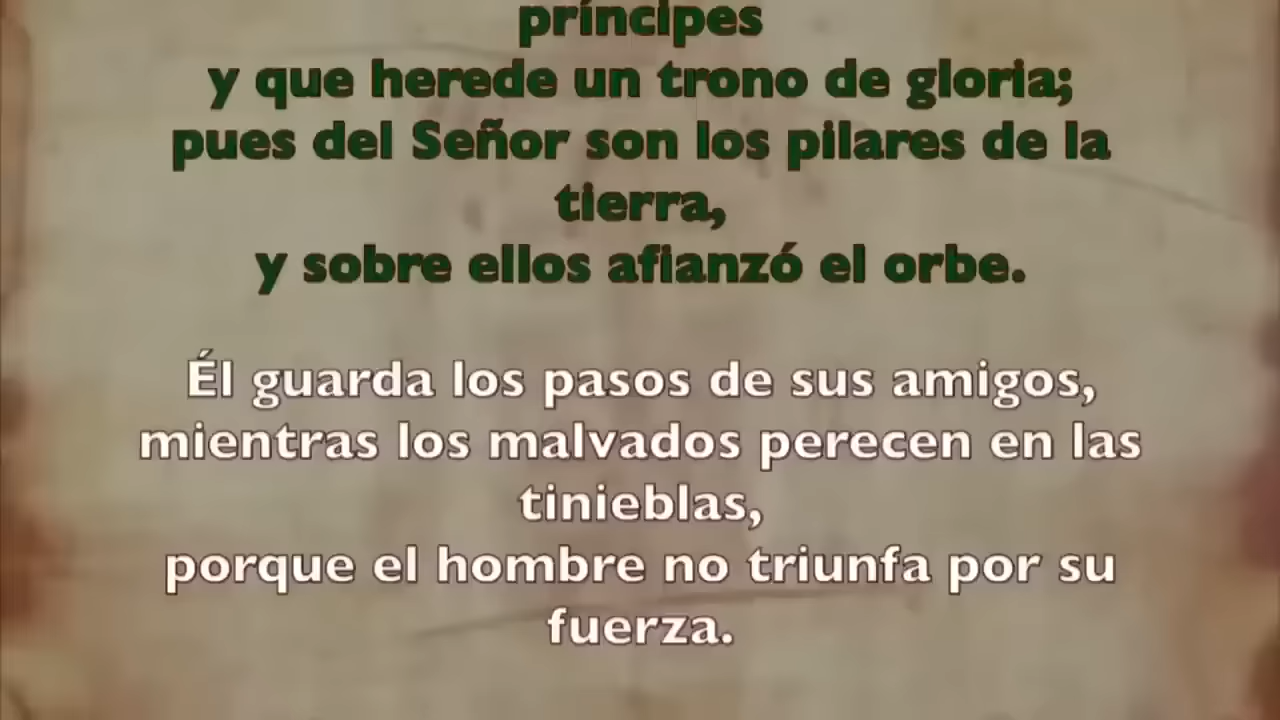 príncipes
y que herede un trono de gloria;
pues del Señor son los pilares de la
tierra,
y sobre ellos afianzó el orbe.
Él guarda los pasos de sus amigos,
mientras los malvados perecen en las
tinieblas,
porque el hombre no triunfa por su
fuerza.